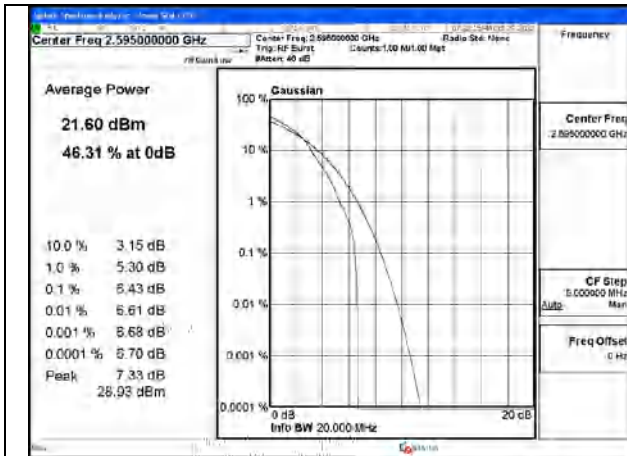 Center Freq 2.595000000 GHz
Center Freq: 2.595000000 GHz
Radio Std: None
Trig: RF Burst
Counts:1.00 M/1.00 Mpt
#Atten: 40 dB
Frequency
Average Power
21.60 dBm
46.31 % at 0dB
10.0 % 3.15 dB
1.0 % 5.30 dB
0.1 % 6.43 dB
0.01 % 6.61 dB
0.001 % 6.68 dB
0.0001 % 6.70 dB
Peak 7.33 dB
28.93 dBm
Gaussian
100 %
10 %
1 %
0.1 %
0.01 %
0.001 %
0.0001 %
0 dB
20 dB
Info BW 20.000 MHz
Center Freq
2.595000000 GHz
CF Step
5.000000 MHz
Auto Man
Freq Offset
0 Hz